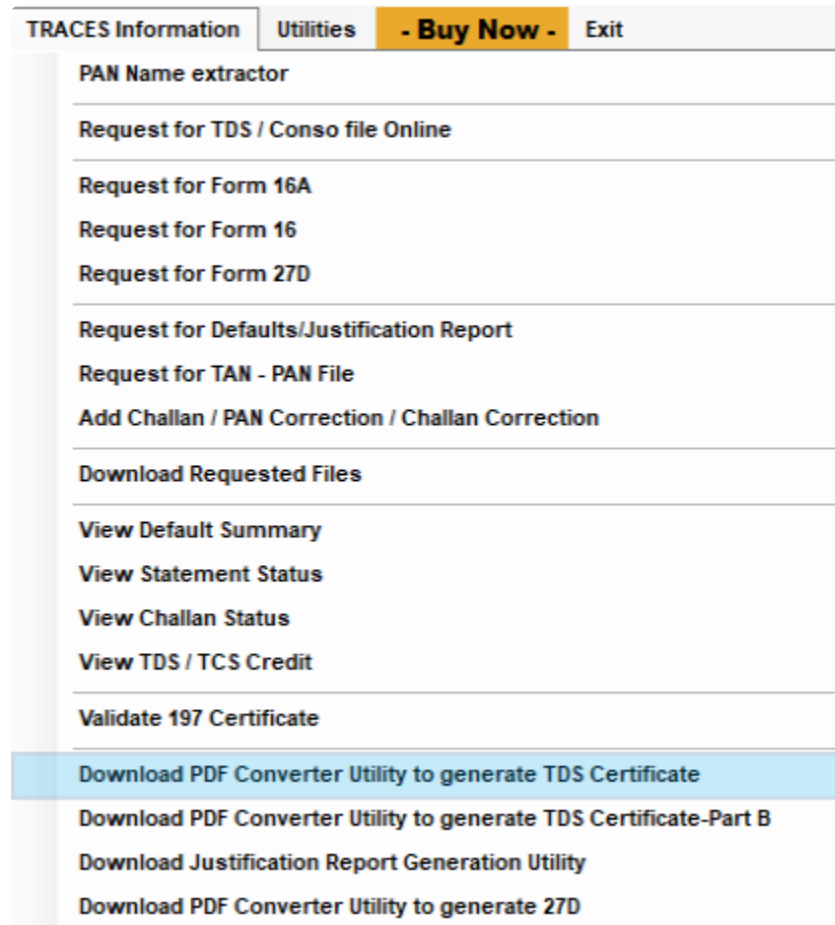 TRACES Information Utilities - Buy Now - Exit
PAN Name extractor
Request for TDS / Conso file Online
Request for Form 16A
Request for Form 16
Request for Form 27D
Request for Defaults/Justification Report
Request for TAN - PAN File
Add Challan / PAN Correction / Challan Correction
Download Requested Files
View Default Summary
View Statement Status
View Challan Status
View TDS / TCS Credit
Validate 197 Certificate
Download PDF Converter Utility to generate TDS Certificate
Download PDF Converter Utility to generate TDS Certificate-Part B
Download Justification Report Generation Utility
Download PDF Converter Utility to generate 27D